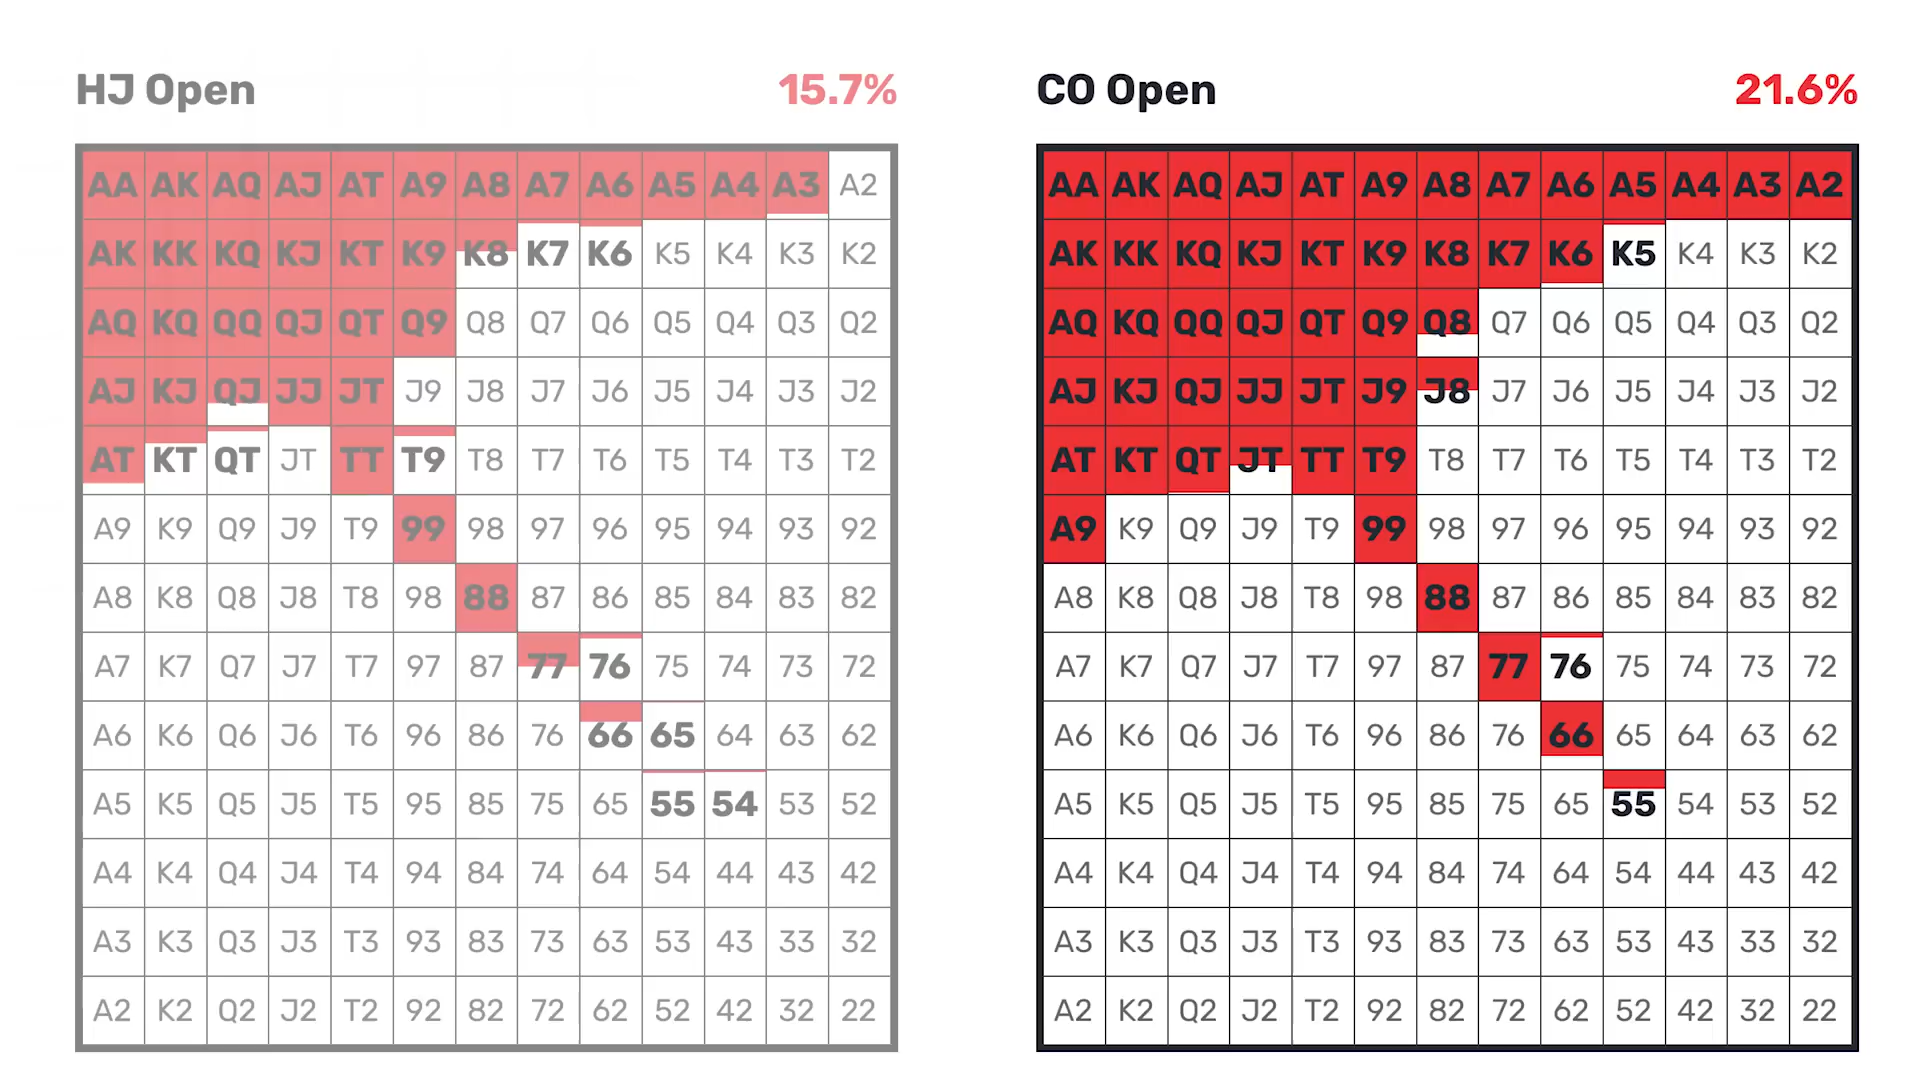 HJ Open 15.7%
AA AK AQ AJ AT A9 A8 A7 A6 A5 A4 A3 A2
AK KK KQ KJ KT K9 K8 K7 K6 K5 K4 K3 K2
AQ KQ QQ QJ QT Q9 Q8 Q7 Q6 Q5 Q4 Q3 Q2
AJ KJ QJ JJ JT J9 J8 J7 J6 J5 J4 J3 J2
AT KT QT JT TT T9 T8 T7 T6 T5 T4 T3 T2
A9 K9 Q9 J9 T9 99 98 97 96 95 94 93 92
A8 K8 Q8 J8 T8 98 88 87 86 85 84 83 82
A7 K7 Q7 J7 T7 97 87 77 76 75 74 73 72
A6 K6 Q6 J6 T6 96 86 76 66 65 64 63 62
A5 K5 Q5 J5 T5 95 85 75 65 55 54 53 52
A4 K4 Q4 J4 T4 94 84 74 64 54 44 43 42
A3 K3 Q3 J3 T3 93 83 73 63 53 43 33 32
A2 K2 Q2 J2 T2 92 82 72 62 52 42 32 22
CO Open 21.6%
AA AK AQ AJ AT A9 A8 A7 A6 A5 A4 A3 A2
AK KK KQ KJ KT K9 K8 K7 K6 K5 K4 K3 K2
AQ KQ QQ QJ QT Q9 Q8 Q7 Q6 Q5 Q4 Q3 Q2
AJ KJ QJ JJ JT J9 J8 J7 J6 J5 J4 J3 J2
AT KT QT JT TT T9 T8 T7 T6 T5 T4 T3 T2
A9 K9 Q9 J9 T9 99 98 97 96 95 94 93 92
A8 K8 Q8 J8 T8 98 88 87 86 85 84 83 82
A7 K7 Q7 J7 T7 97 87 77 76 75 74 73 72
A6 K6 Q6 J6 T6 96 86 76 66 65 64 63 62
A5 K5 Q5 J5 T5 95 85 75 65 55 54 53 52
A4 K4 Q4 J4 T4 94 84 74 64 54 44 43 42
A3 K3 Q3 J3 T3 93 83 73 63 53 43 33 32
A2 K2 Q2 J2 T2 92 82 72 62 52 42 32 22